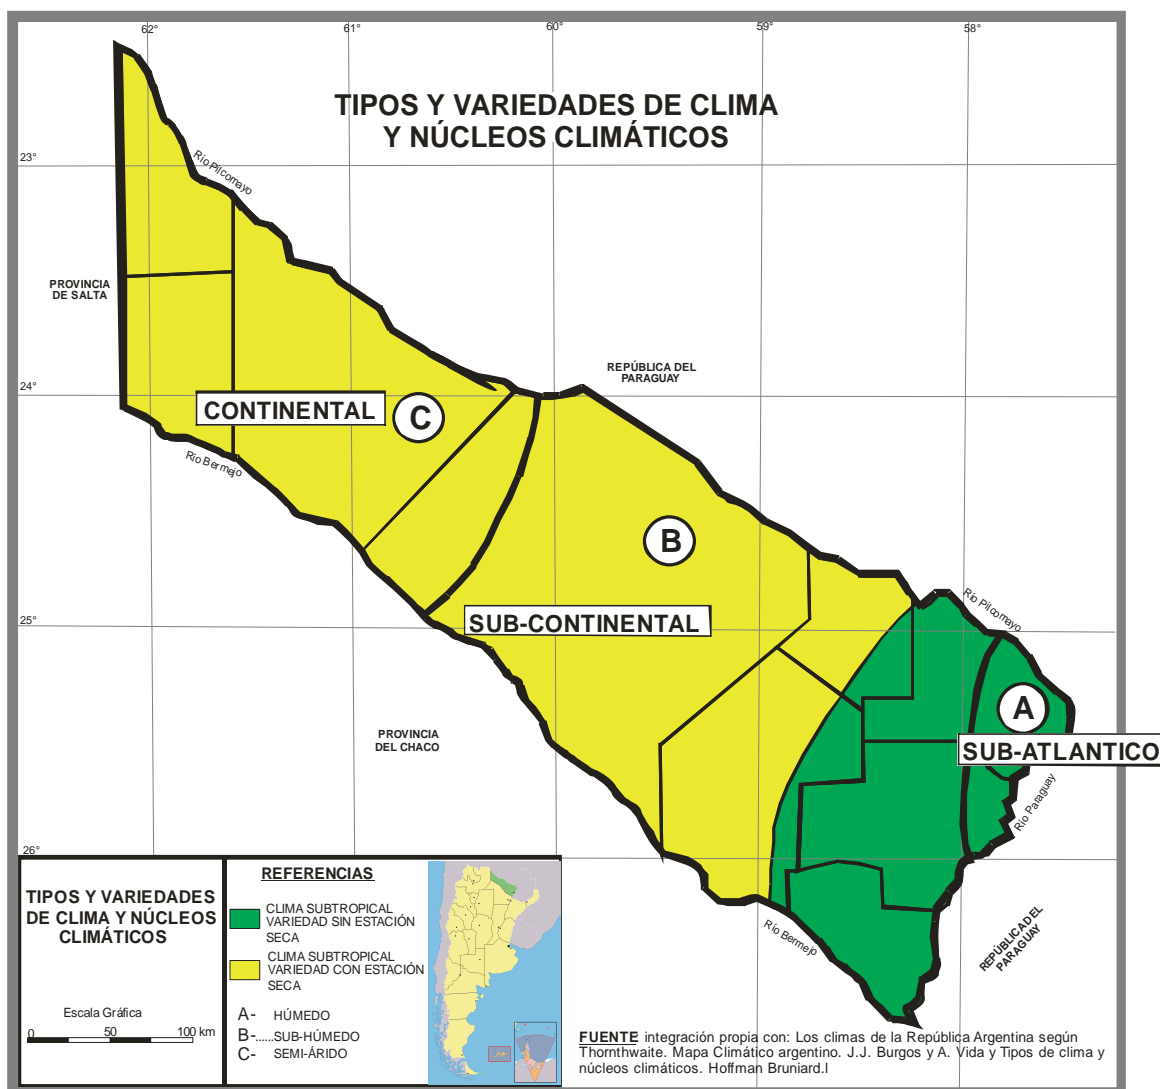 62°
61°
60°
59°
58°
TIPOS Y VARIEDADES DE CLIMA
Y NÚCLEOS CLIMÁTICOS
23°
Río Pilcomayo
PROVINCIA
DE SALTA
REPÚBLICA DEL
PARAGUAY
24°
CONTINENTAL
C
Río Bermejo
B
SUB-CONTINENTAL
25°
Río Pilcomayo
A
SUB-ATLANTICO
PROVINCIA
DEL CHACO
Río Paraguay
26°
Río Bermejo
REPÚBLICA DEL
PARAGUAY
TIPOS Y VARIEDADES
DE CLIMA Y NÚCLEOS
CLIMÁTICOS
Escala Gráfica
0 50 100 km
REFERENCIAS
CLIMA SUBTROPICAL
VARIEDAD SIN ESTACIÓN
SECA
CLIMA SUBTROPICAL
VARIEDAD CON ESTACIÓN
SECA
A- HÚMEDO
B-......SUB-HÚMEDO
C- SEMI-ÁRIDO
FUENTE integración propia con: Los climas de la República Argentina según
Thornthwaite. Mapa Climático argentino. J.J. Burgos y A. Vida y Tipos de clima y
núcleos climáticos. Hoffman Bruniard.I